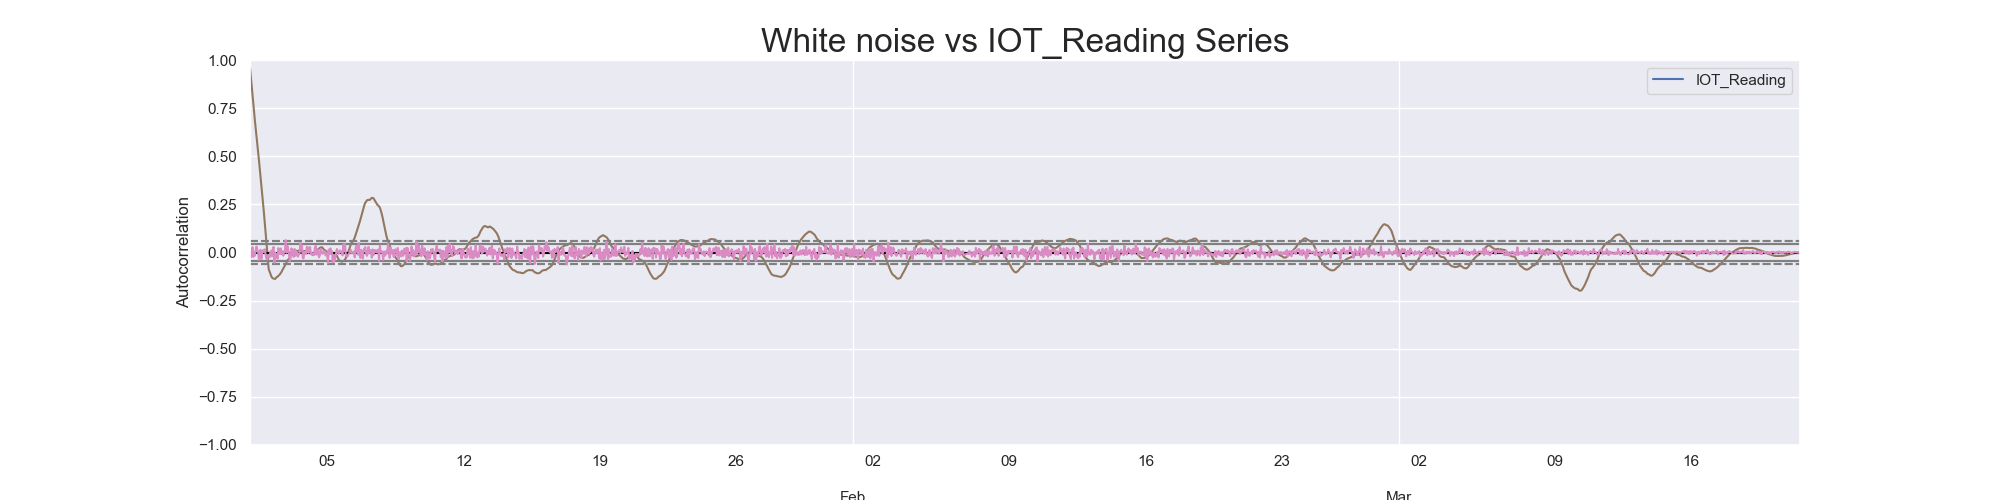 White noise vs IOT_Reading Series
1.00
0.75
0.50
0.25
0.00
−0.25
−0.50
−0.75
−1.00
Autocorrelation
IOT_Reading
05 12 19 26 02 09 16 23 02 09 16
Feb Mar